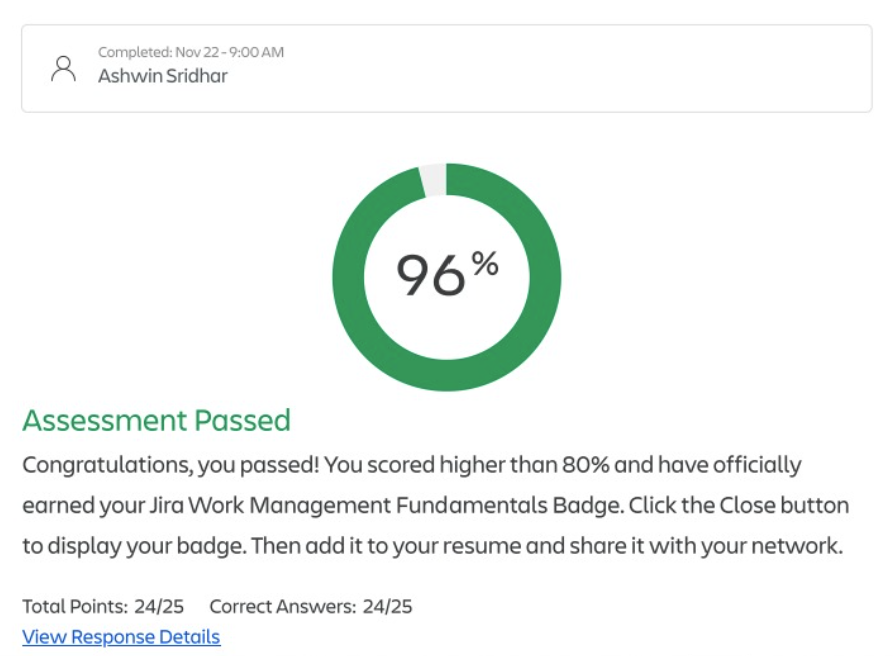 Completed: Nov 22 - 9:00 AM
Ashwin Sridhar
96%
Assessment Passed
Congratulations, you passed! You scored higher than 80% and have officially
earned your Jira Work Management Fundamentals Badge. Click the Close button
to display your badge. Then add it to your resume and share it with your network.
Total Points: 24/25 Correct Answers: 24/25
View Response Details